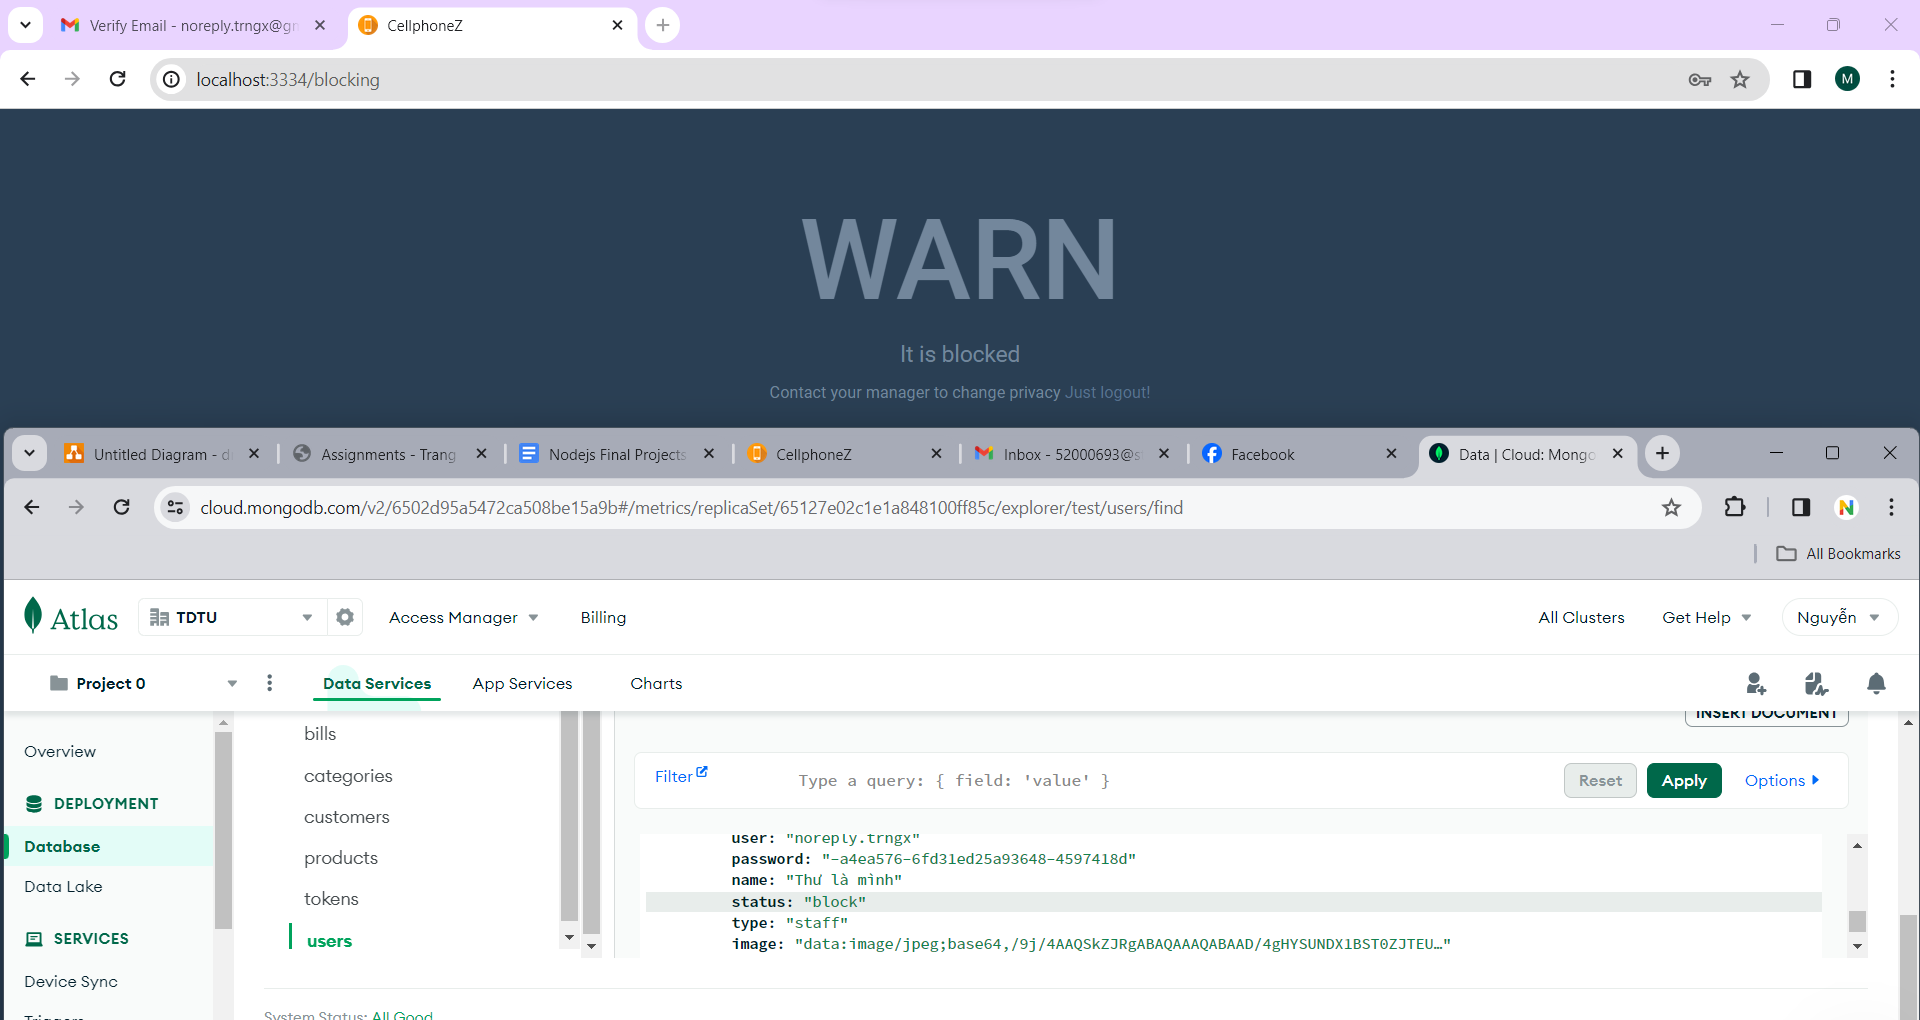 Verify Email - noreply.trngx@gm
CellphoneZ
localhost:3334/blocking
M
WARN
It is blocked
Contact your manager to change privacy Just logout!
Untitled Diagram - d
Assignments - Trang
Nodejs Final Projects
CellphoneZ
Inbox - 52000693@s
Facebook
Data | Cloud: Mongo
cloud.mongodb.com/v2/6502d95a5472ca508be15a9b#/metrics/replicaSet/65127e02c1e1a848100ff85c/explorer/test/users/find
N
All Bookmarks
Atlas
TDTU
Access Manager
Billing
All Clusters
Get Help
Nguyễn
Project 0
Data Services
App Services
Charts
Overview
DEPLOYMENT
Database
Data Lake
SERVICES
Device Sync
Triggers
bills
categories
customers
products
tokens
users
INSERT DOCUMENT
Filter
Type a query: { field: 'value' }
Reset
Apply
Options
user: "noreply.trngx"
password: "-a4ea576-6fd31ed25a93648-4597418d"
name: "Thư là mình"
status: "block"
type: "staff"
image: "data:image/jpeg;base64,/9j/4AAQSkZJRgABAQAAAQABAAD/4gHYSUNDX1BST0ZJTEU…"
System Status: All Good